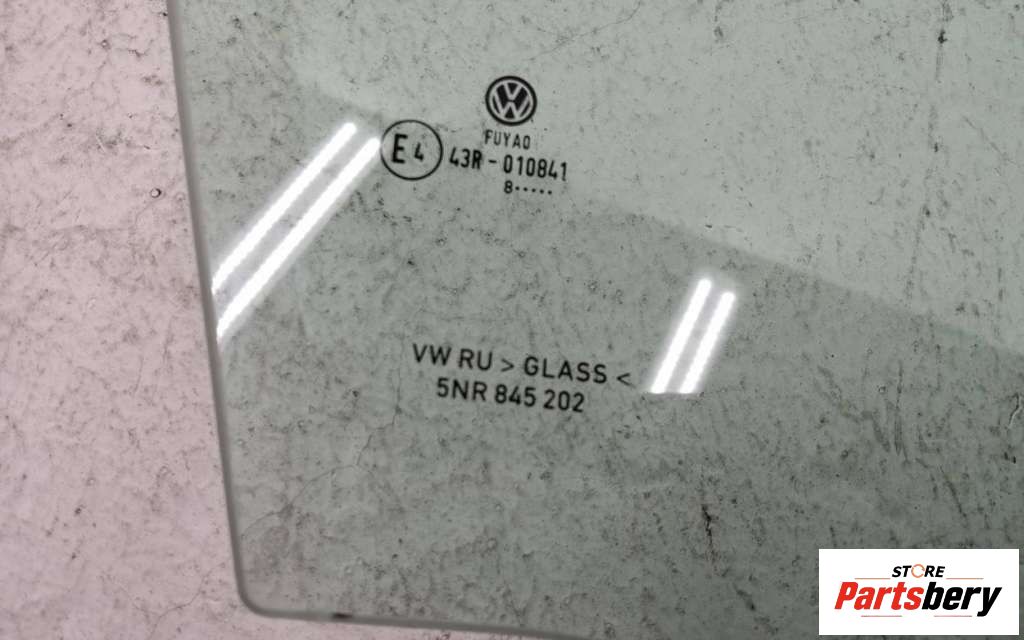 FUYAO
E4
43R-010841
8·····
VW RU > GLASS <
5NR 845 202
STORE
Partsbery